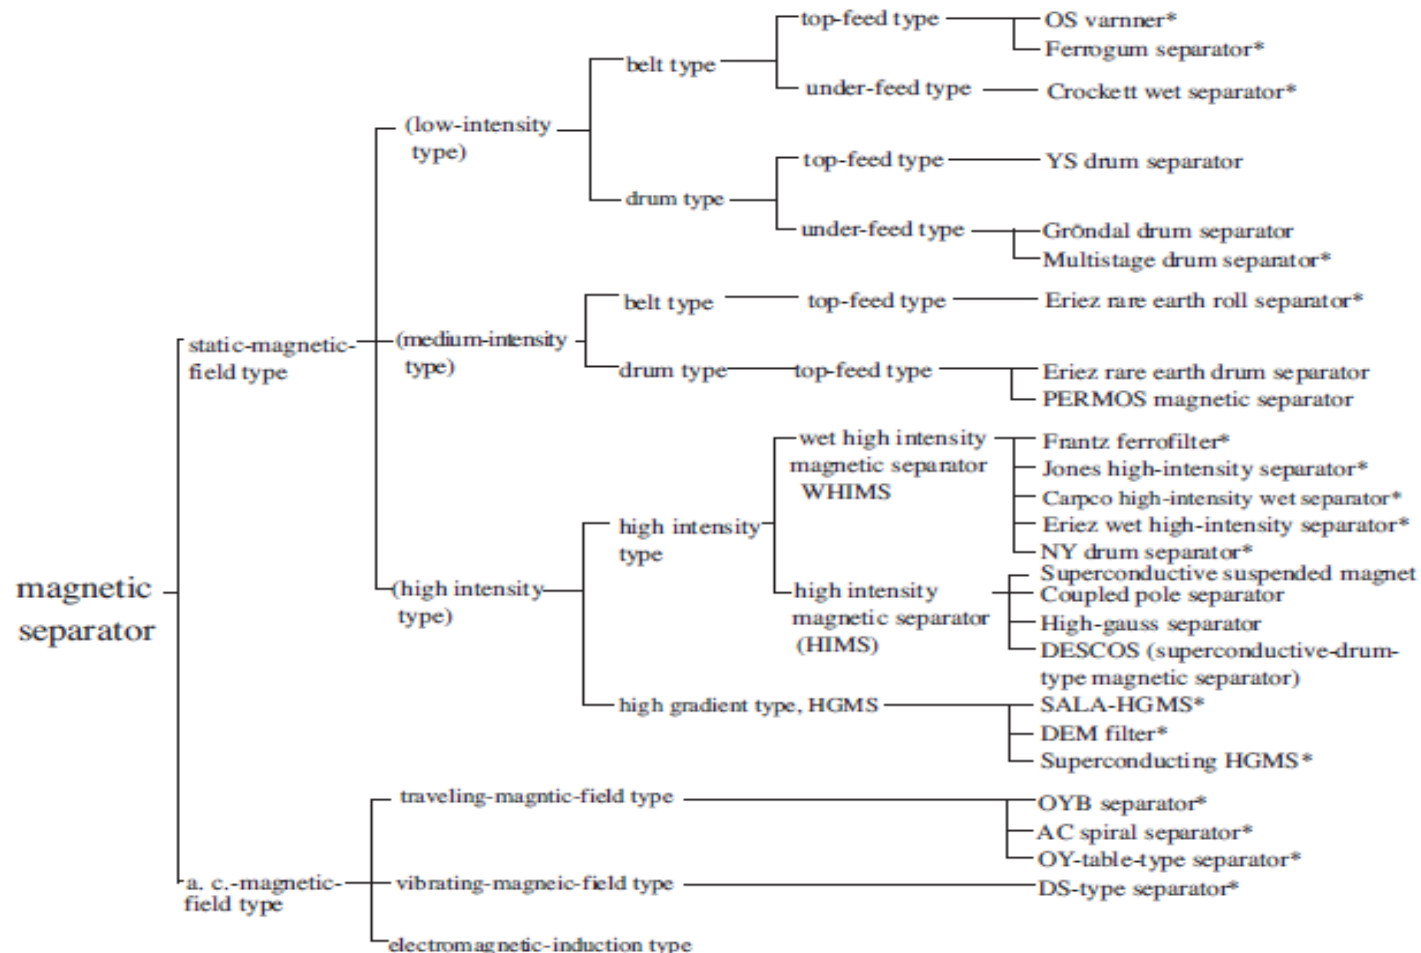 top-feed type
OS varnner*
Ferrogum separator*
belt type
under-feed type
Crockett wet separator*
(low-intensity
type)
top-feed type
YS drum separator
drum type
under-feed type
Gröndal drum separator
Multistage drum separator*
belt type
top-feed type
Eriez rare earth roll separator*
static-magnetic-
field type
(medium-intensity
type)
drum type
top-feed type
Eriez rare earth drum separator
PERMOS magnetic separator
wet high intensity
magnetic separator
WHIMS
Frantz ferrofilter*
Jones high-intensity separator*
Carpco high-intensity wet separator*
Eriez wet high-intensity separator*
NY drum separator*
high intensity
type
magnetic
separator
(high intensity
type)
high intensity
magnetic separator
(HIMS)
Superconductive suspended magnet
Coupled pole separator
High-gauss separator
DESCOS (superconductive-drum-
type magnetic separator)
high gradient type, HGMS
SALA-HGMS*
DEM filter*
Superconducting HGMS*
traveling-magntic-field type
OYB separator*
AC spiral separator*
OY-table-type separator*
a. c.-magnetic-
field type
vibrating-magneic-field type
DS-type separator*
electromagnetic-induction type